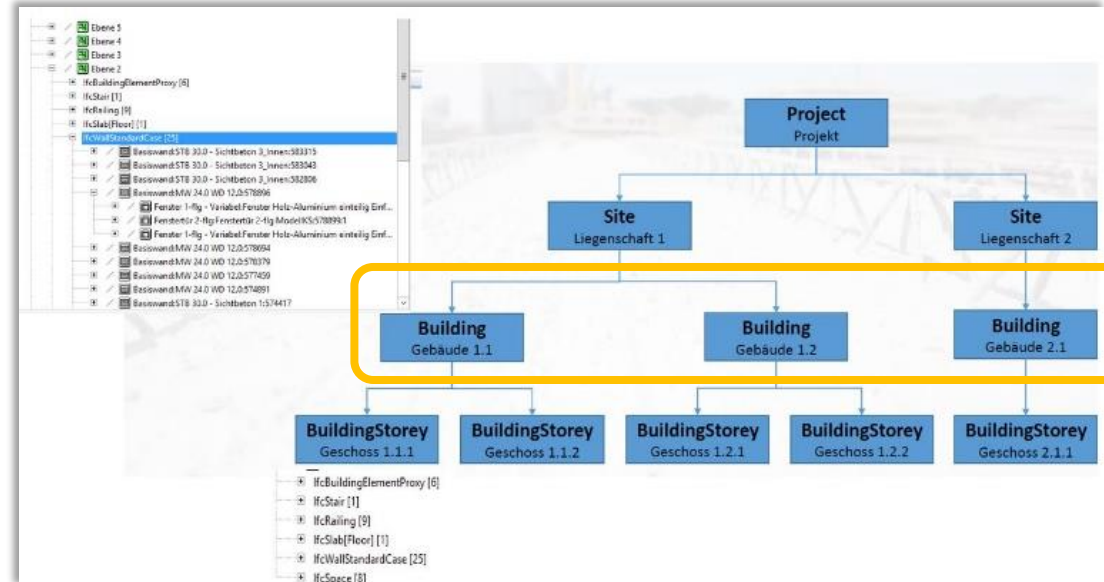 Ebene 5
Ebene 4
Ebene 3
Ebene 2
IfcBuildingElementProxy [6]
IfcStair [1]
IfcRailing [9]
IfcSlab[Floor] [1]
IfcWallStandardCase [25]
Basiswand:STB 30.0 - Sichtbeton 3_Innen:583315
Basiswand:STB 30.0 - Sichtbeton 3_Innen:583043
Basiswand:STB 30.0 - Sichtbeton 3_Innen:582806
Basiswand:MW 24.0 WD 12.0:578896
Fenster 1-flg - Variabel:Fenster Holz-Aluminium einteilig Einf...
Fenstertür 2-flg:Fenstertür 2-flg Model KS:578899:1
Fenster 1-flg - Variabel:Fenster Holz-Aluminium einteilig Einf...
Basiswand:MW 24.0 WD 12.0:578694
Basiswand:MW 24.0 WD 12.0:578379
Basiswand:MW 24.0 WD 12.0:577459
Basiswand:MW 24.0 WD 12.0:574891
Basiswand:STB 30.0 - Sichtbeton 1:574417
Project
Projekt
Site
Liegenschaft 1
Site
Liegenschaft 2
Building
Gebäude 1.1
Building
Gebäude 1.2
Building
Gebäude 2.1
BuildingStorey
Geschoss 1.1.1
BuildingStorey
Geschoss 1.1.2
BuildingStorey
Geschoss 1.2.1
BuildingStorey
Geschoss 1.2.2
BuildingStorey
Geschoss 2.1.1
IfcBuildingElementProxy [6]
IfcStair [1]
IfcRailing [9]
IfcSlab[Floor] [1]
IfcWallStandardCase [25]
IfcSpace [8]